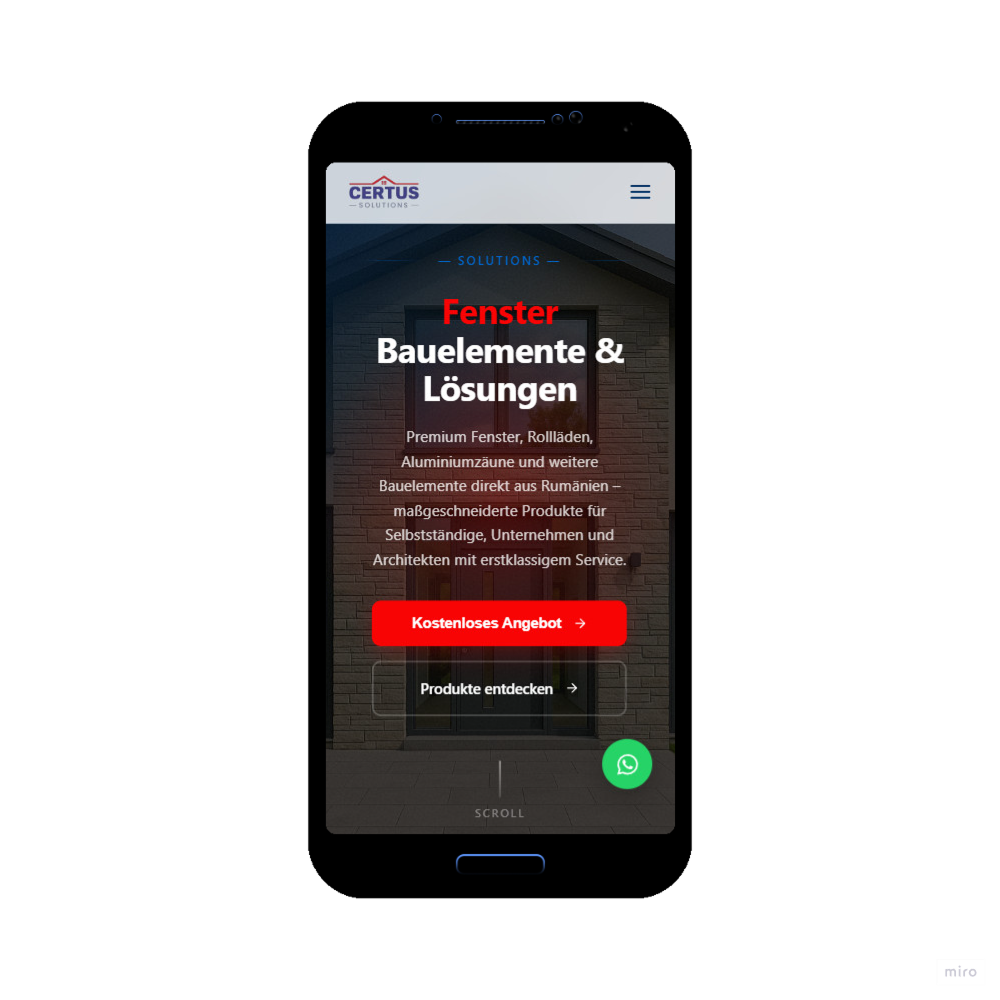 CERTUS
— SOLUTIONS —
— SOLUTIONS —
Fenster
Bauelemente &
Lösungen
Premium Fenster, Rollläden,
Aluminiumzäune und weitere
Bauelemente direkt aus Rumänien –
maßgeschneiderte Produkte für
Selbstständige, Unternehmen und
Architekten mit erstklassigem Service.
Kostenloses Angebot →
Produkte entdecken →
SCROLL
miro